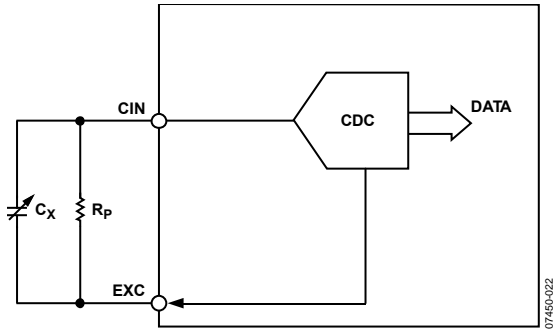 CIN
CDC
DATA
CX
RP
EXC
07450-022